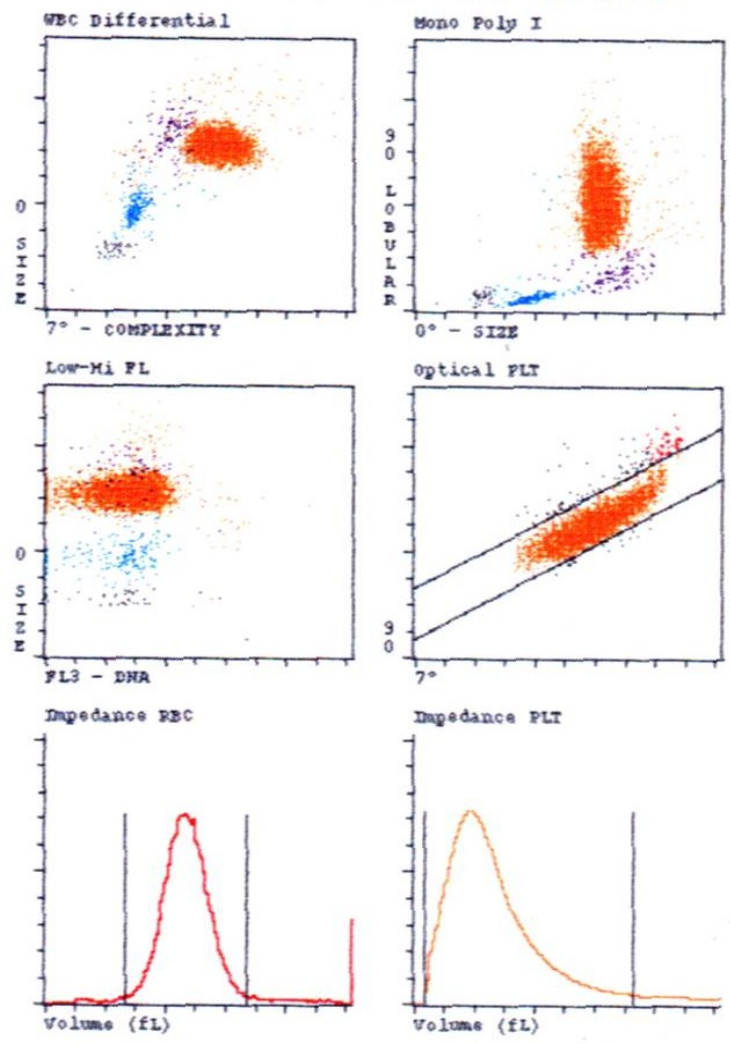 WBC Differential
Mono Poly I
0
SIZE
7° - COMPLEXITY
90 LOBULAR
0° - SIZE
Low-Hi FL
Optical PLT
0
SIZE
FL3 - DNA
90
7°
Impedance RBC
Impedance PLT
Volume (fL)
Volume (fL)